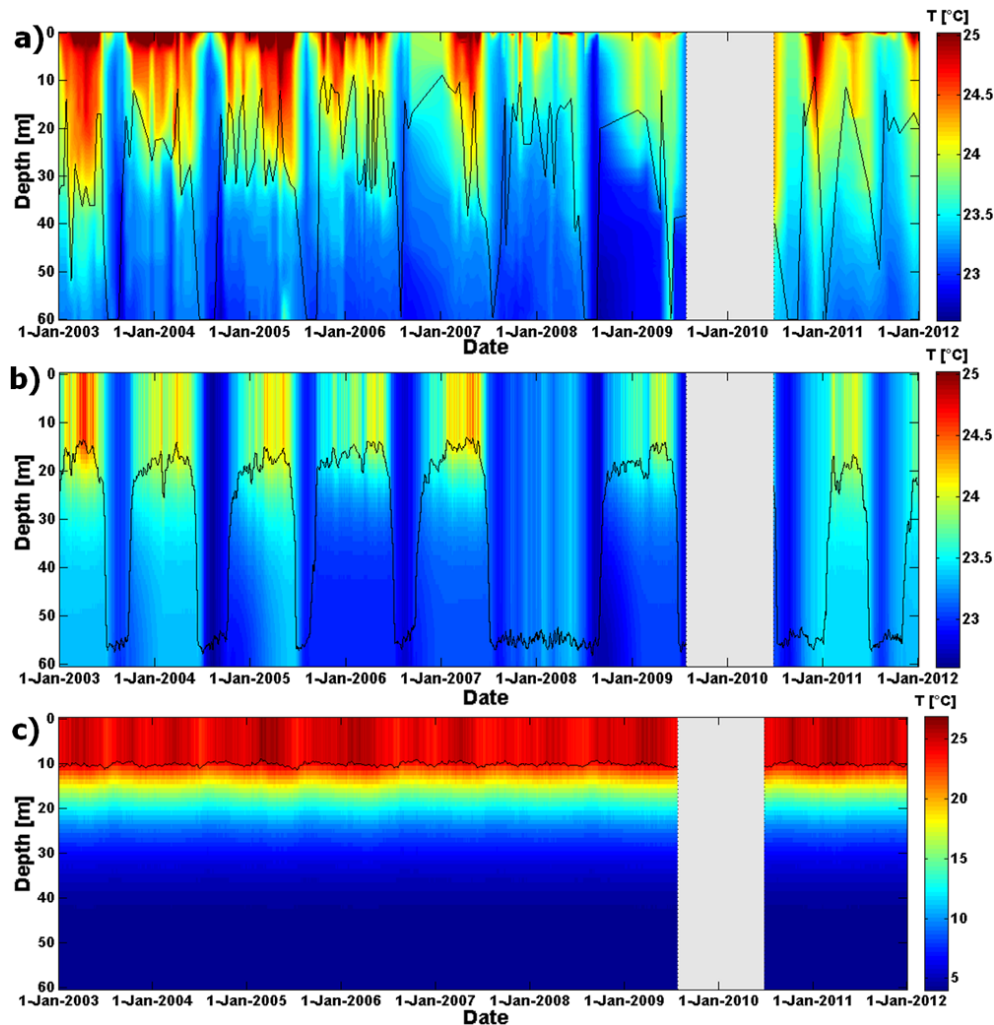 a)
T [°C]
0
10
20
30
40
50
60
Depth [m]
1-Jan-2003 1-Jan-2004 1-Jan-2005 1-Jan-2006 1-Jan-2007 1-Jan-2008 1-Jan-2009 1-Jan-2010 1-Jan-2011 1-Jan-2012
Date
25
24.5
24
23.5
23
b)
T [°C]
0
10
20
30
40
50
60
Depth [m]
1-Jan-2003 1-Jan-2004 1-Jan-2005 1-Jan-2006 1-Jan-2007 1-Jan-2008 1-Jan-2009 1-Jan-2010 1-Jan-2011 1-Jan-2012
Date
25
24.5
24
23.5
23
c)
T [°C]
0
10
20
30
40
50
60
Depth [m]
1-Jan-2003 1-Jan-2004 1-Jan-2005 1-Jan-2006 1-Jan-2007 1-Jan-2008 1-Jan-2009 1-Jan-2010 1-Jan-2011 1-Jan-2012
Date
25
20
15
10
5